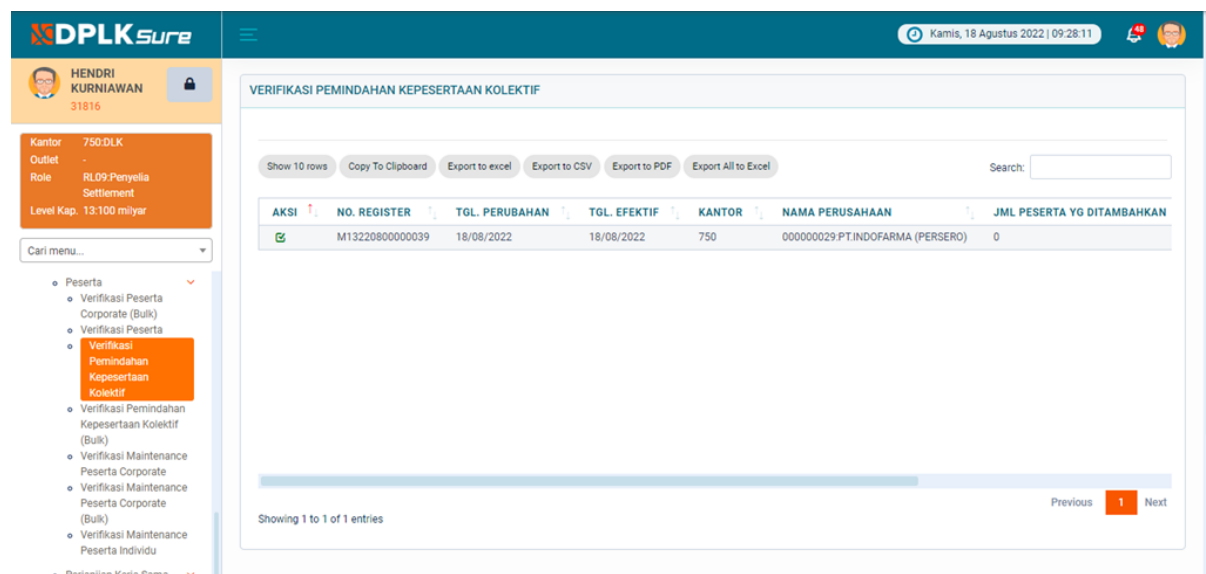 DPLKSure
Kamis, 18 Agustus 2022 | 09:28:11
48
HENDRI
KURNIAWAN
31816
Kantor 750:DLK
Outlet -
Role RL09:Penyelia
Settlement
Level Kap. 13:100 milyar
Cari menu...
Peserta
Verifikasi Peserta
Corporate (Bulk)
Verifikasi Peserta
Verifikasi
Pemindahan
Kepesertaan
Kolektif
Verifikasi Pemindahan
Kepesertaan Kolektif
(Bulk)
Verifikasi Maintenance
Peserta Corporate
Verifikasi Maintenance
Peserta Corporate
(Bulk)
Verifikasi Maintenance
Peserta Individu
Perjanjian Kerja Sama
VERIFIKASI PEMINDAHAN KEPESERTAAN KOLEKTIF
Show 10 rows Copy To Clipboard Export to excel Export to CSV Export to PDF Export All to Excel Search:
AKSI NO. REGISTER TGL. PERUBAHAN TGL. EFEKTIF KANTOR NAMA PERUSAHAAN JML PESERTA YG DITAMBAHKAN
M13220800000039 18/08/2022 18/08/2022 750 000000029:PT.INDOFARMA (PERSERO) 0
Previous 1 Next
Showing 1 to 1 of 1 entries